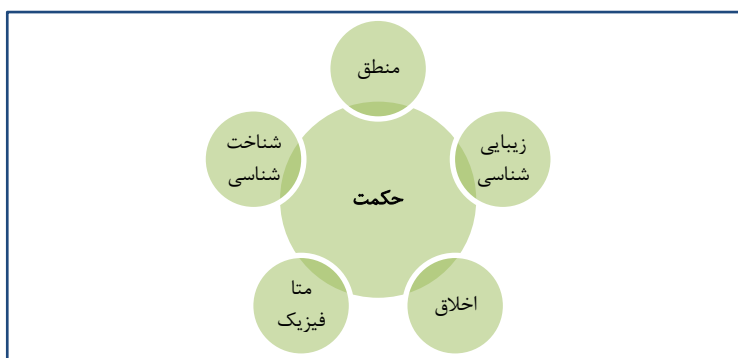 منطق
زیبایی
شناسی
اخلاق
متا
فیزیک
شناخت
شناسی
حکمت